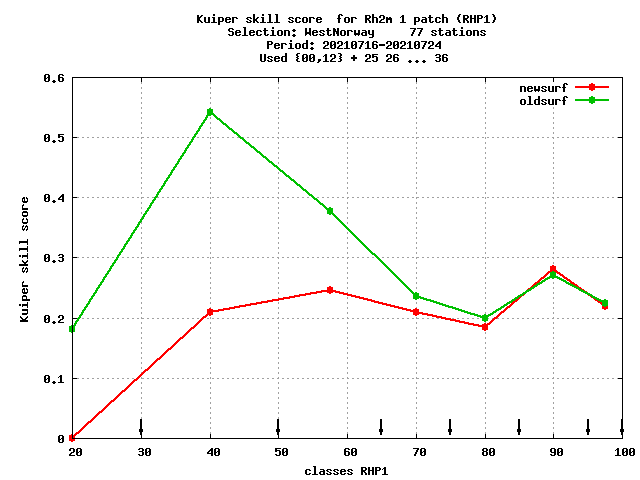 Kuiper skill score for Rh2m 1 patch (RHP1)
Selection: WestNorway 77 stations
Period: 20210716-20210724
Used {00,12} + 25 26 ... 36
newsurf
oldsurf
0.6
0.5
0.4
0.3
0.2
0.1
0
Kuiper skill score
20 30 40 50 60 70 80 90 100
classes RHP1